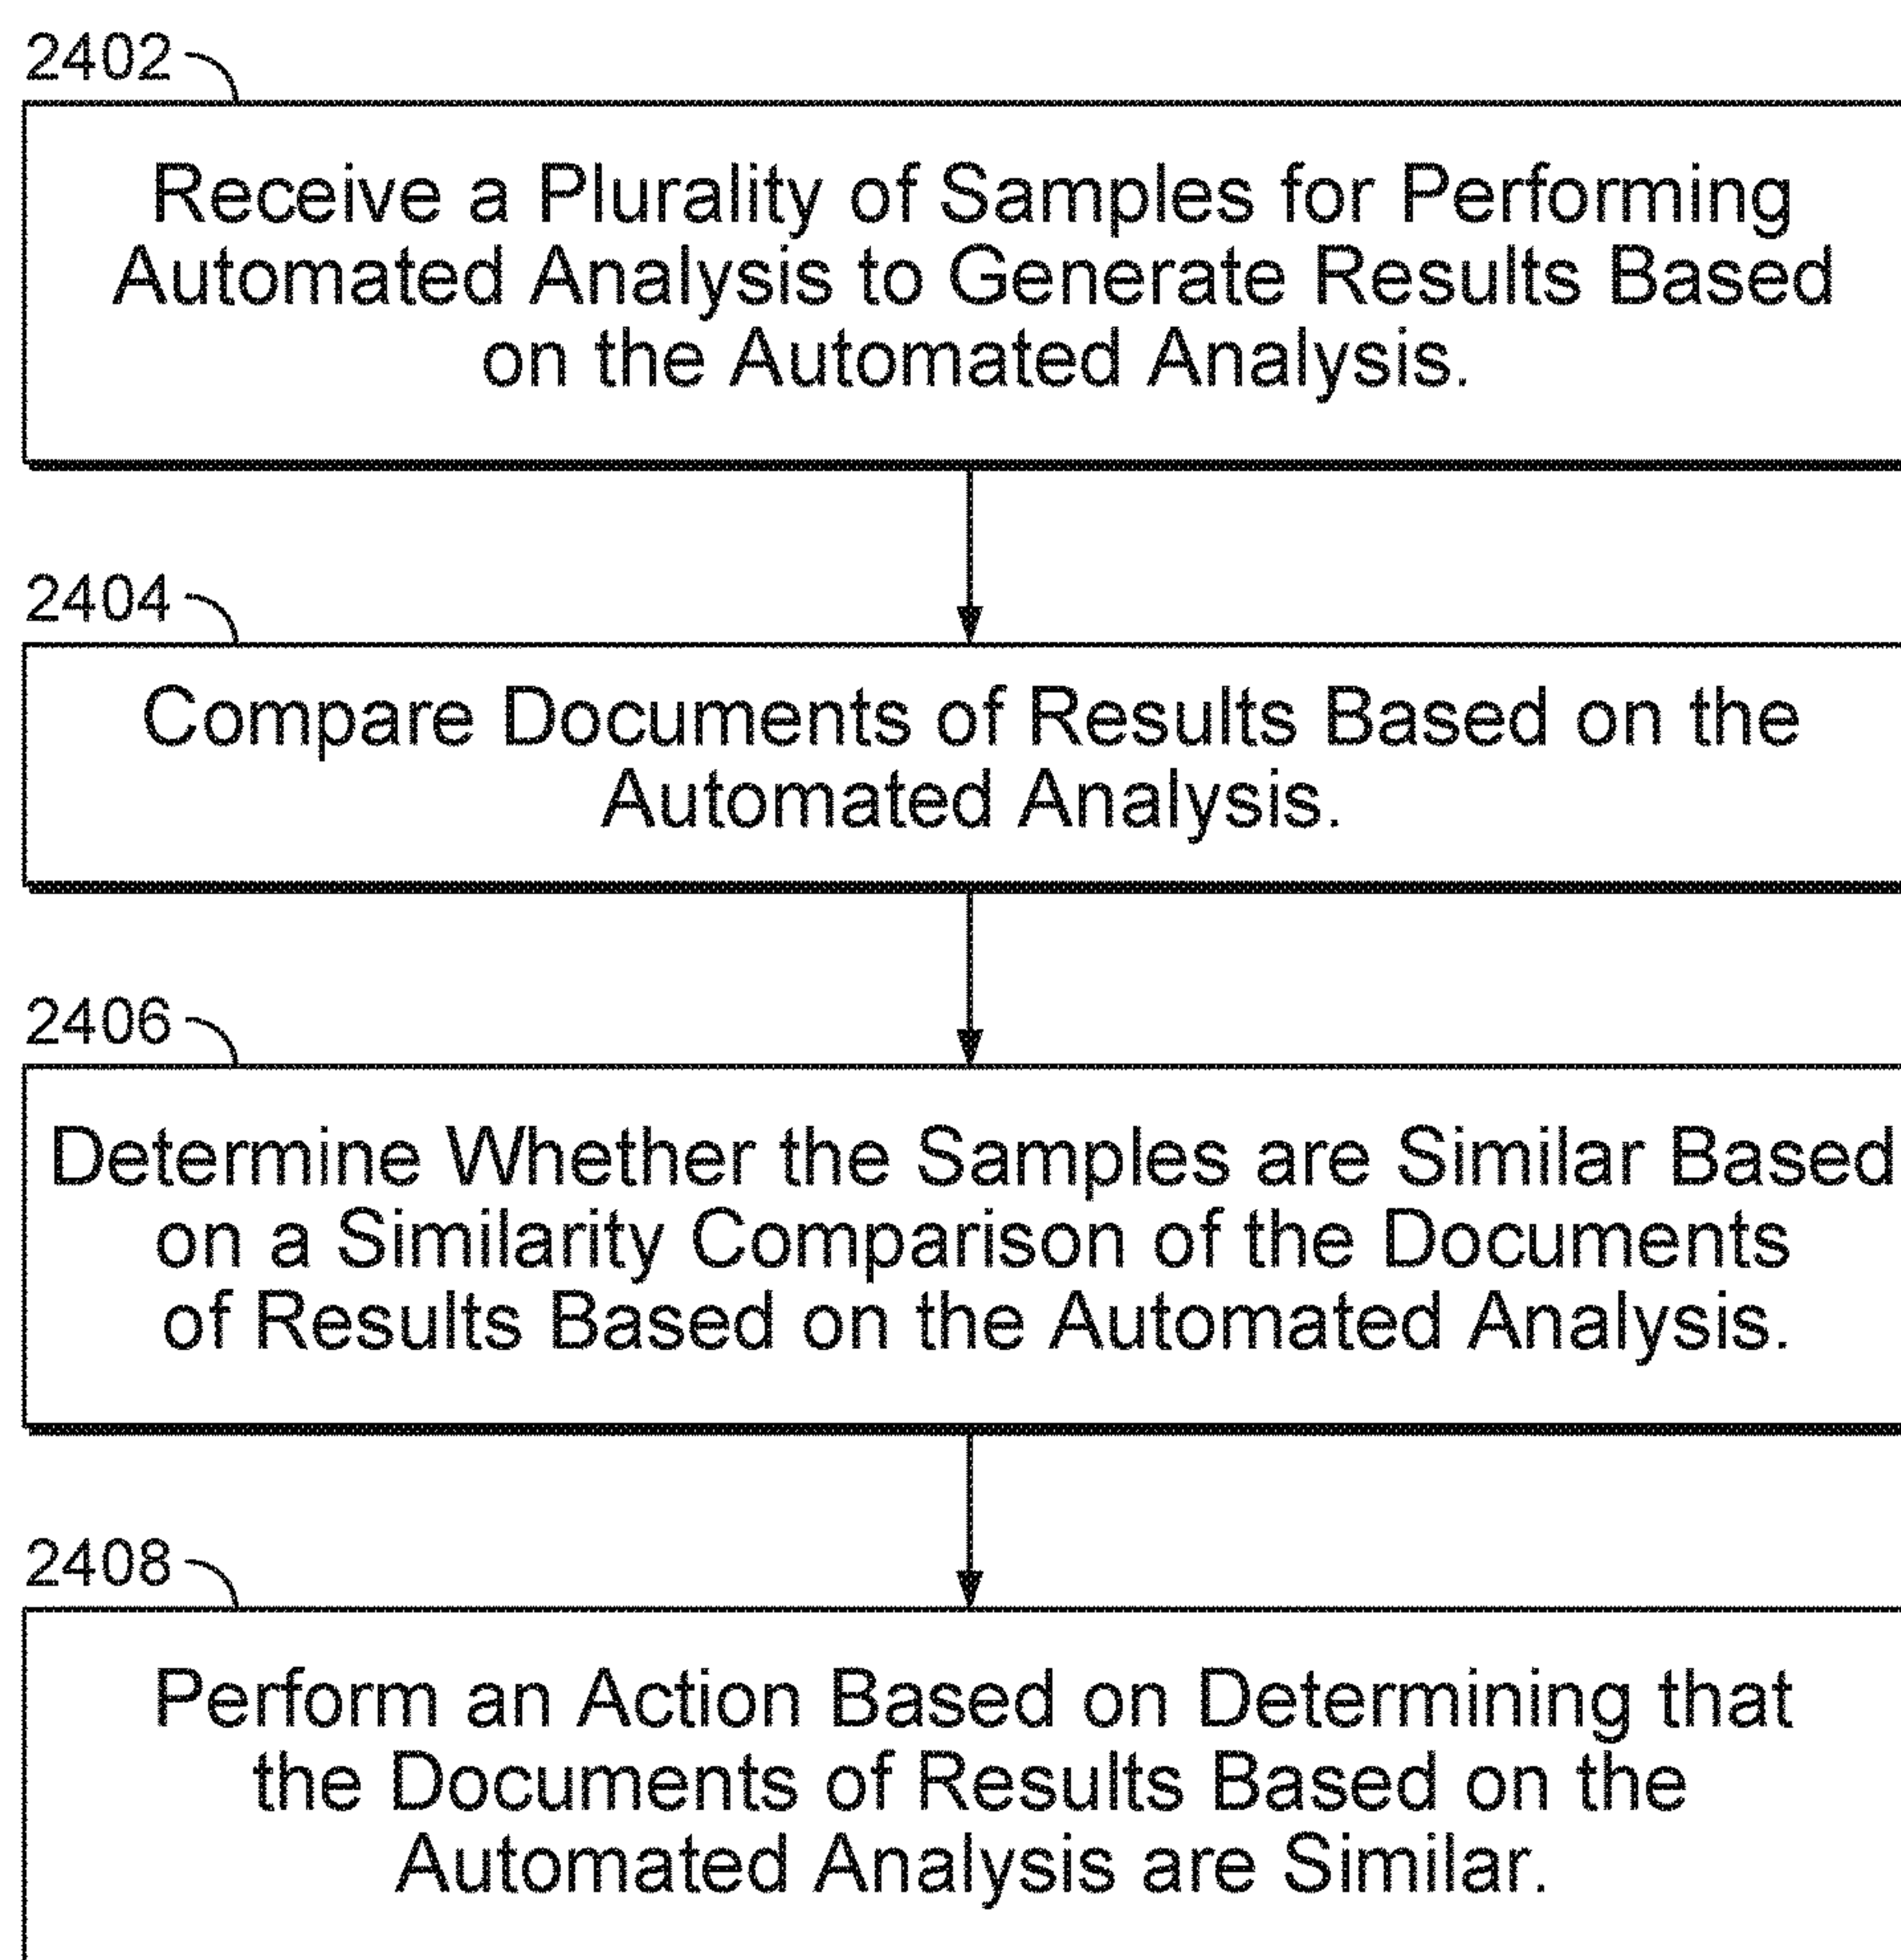 2402
Receive a Plurality of Samples for Performing
Automated Analysis to Generate Results Based
on the Automated Analysis.
2404
Compare Documents of Results Based on the
Automated Analysis.
2406
Determine Whether the Samples are Similar Based
on a Similarity Comparison of the Documents
of Results Based on the Automated Analysis.
2408
Perform an Action Based on Determining that
the Documents of Results Based on the
Automated Analysis are Similar.